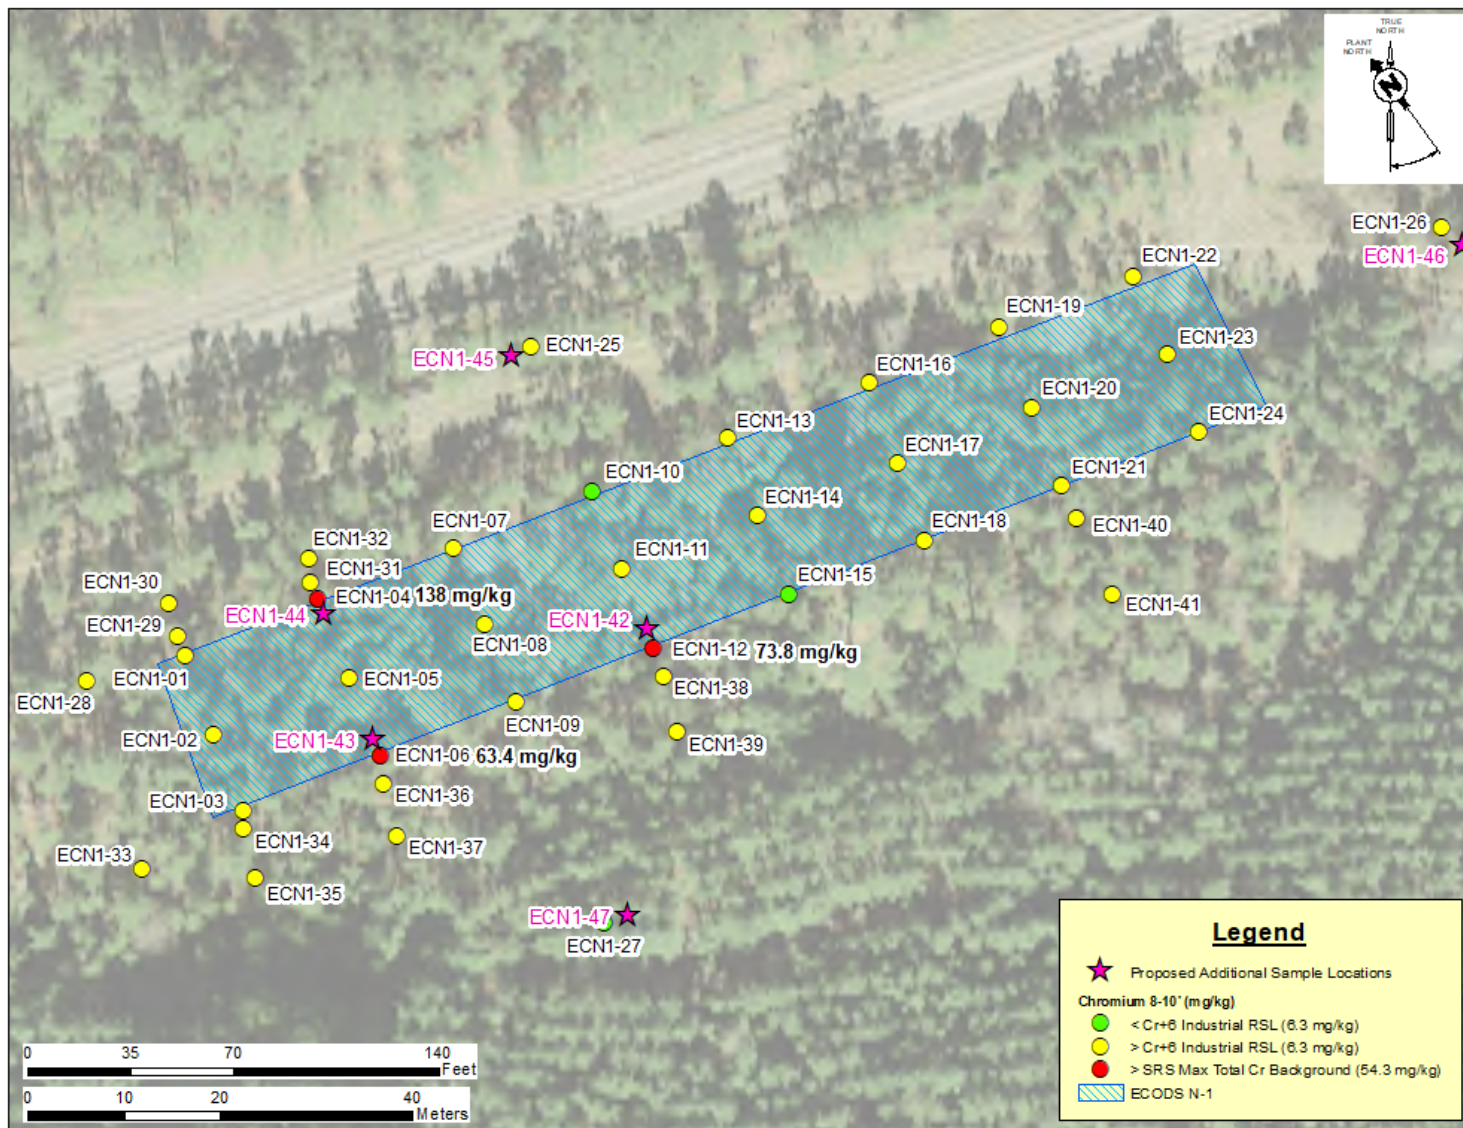 TRUE
NORTH
PLANT
NORTH
N
ECN1-26
ECN1-46
ECN1-22
ECN1-19
ECN1-23
ECN1-25
ECN1-45
ECN1-16
ECN1-20
ECN1-24
ECN1-13
ECN1-17
ECN1-10
ECN1-21
ECN1-14
ECN1-40
ECN1-07
ECN1-18
ECN1-32
ECN1-11
ECN1-31
ECN1-30
ECN1-15
ECN1-04 138 mg/kg
ECN1-41
ECN1-44
ECN1-42
ECN1-29
ECN1-08
ECN1-12 73.8 mg/kg
ECN1-01
ECN1-05
ECN1-38
ECN1-28
ECN1-09
ECN1-02
ECN1-43
ECN1-39
ECN1-06 63.4 mg/kg
ECN1-03
ECN1-36
ECN1-34
ECN1-37
ECN1-33
ECN1-35
ECN1-47
ECN1-27
Legend
Proposed Additional Sample Locations
Chromium 8-10' (mg/kg)
< Cr+6 Industrial RSL (6.3 mg/kg)
> Cr+6 Industrial RSL (6.3 mg/kg)
> SRS Max Total Cr Background (54.3 mg/kg)
ECODS N-1
0 35 70 140
Feet
0 10 20 40
Meters